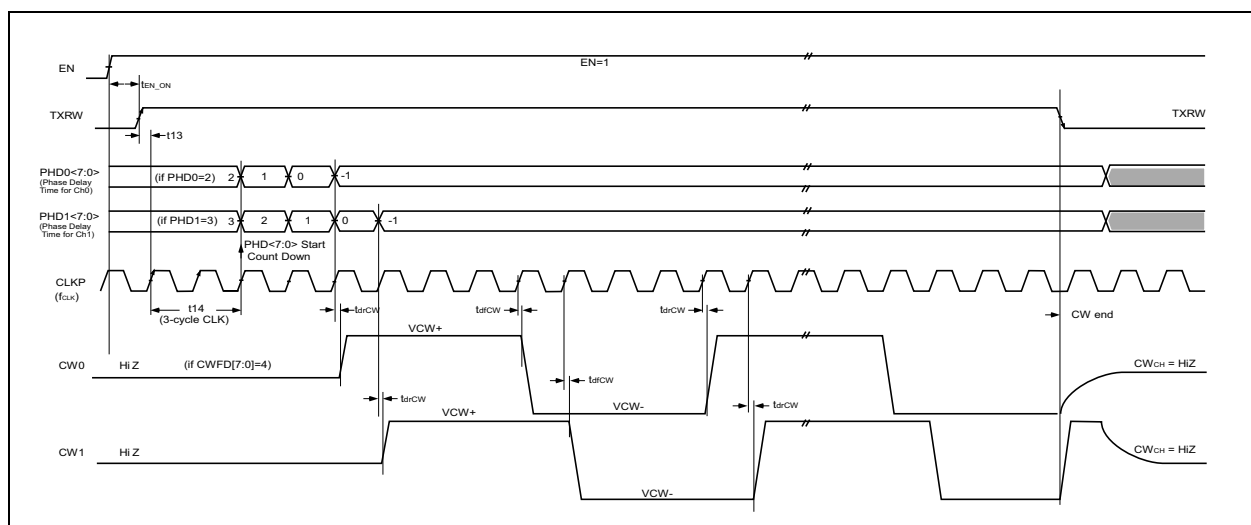 EN
EN=1
tEN_ON
TXRW
TXRW
t13
PHD0<7:0>
(Phase Delay
Time for Ch0)
(if PHD0=2) 2 1 0 -1
PHD1<7:0>
(Phase Delay
Time for Ch1)
(if PHD1=3) 3 2 1 0 -1
PHD<7:0> Start
Count Down
CLKP
(fCLK)
t14
(3-cycle CLK)
tdrCW
tdfCW
tdrCW
CW end
VCW+
CW0 HiZ (if CWFD[7:0]=4)
CWCH = HiZ
tdrCW
tdfCW
tdrCW
VCW+
VCW-
CW1 HiZ
CWCH = HiZ
VCW-